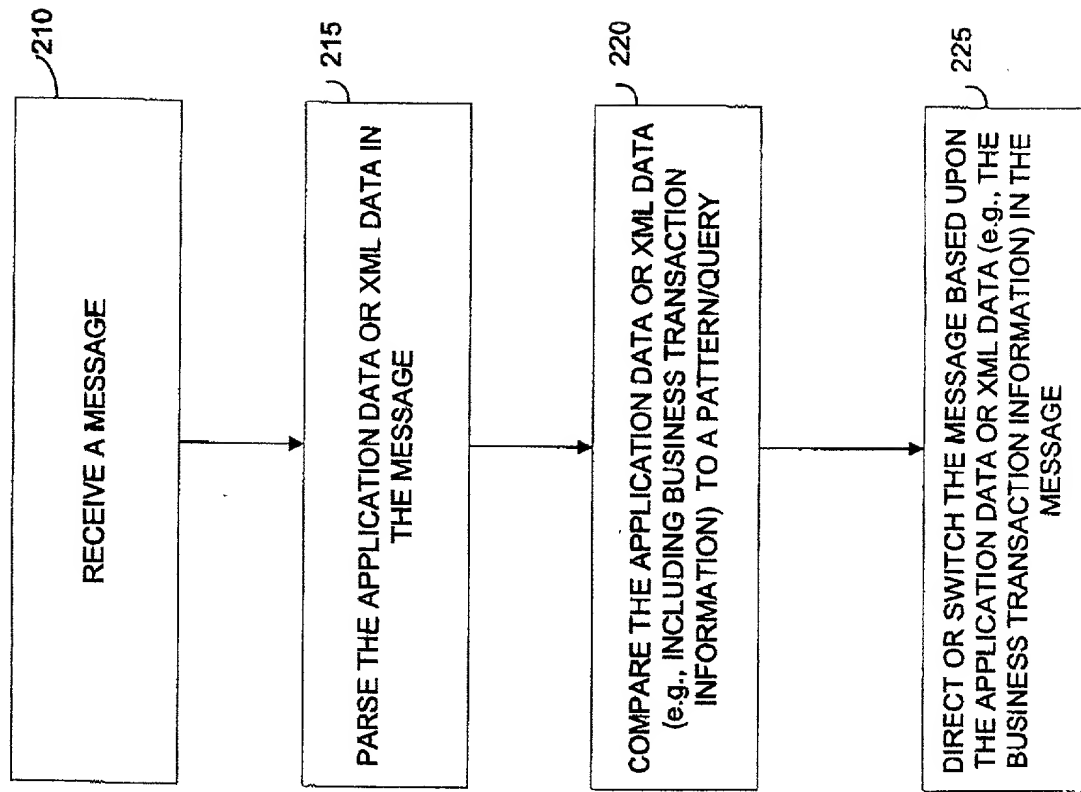 210
RECEIVE A MESSAGE
215
PARSE THE APPLICATION DATA OR XML DATA IN
THE MESSAGE
220
COMPARE THE APPLICATION DATA OR XML DATA
(e.g., INCLUDING BUSINESS TRANSACTION
INFORMATION) TO A PATTERN/QUERY
225
DIRECT OR SWITCH THE MESSAGE BASED UPON
THE APPLICATION DATA OR XML DATA (e.g., THE
BUSINESS TRANSACTION INFORMATION) IN THE
MESSAGE